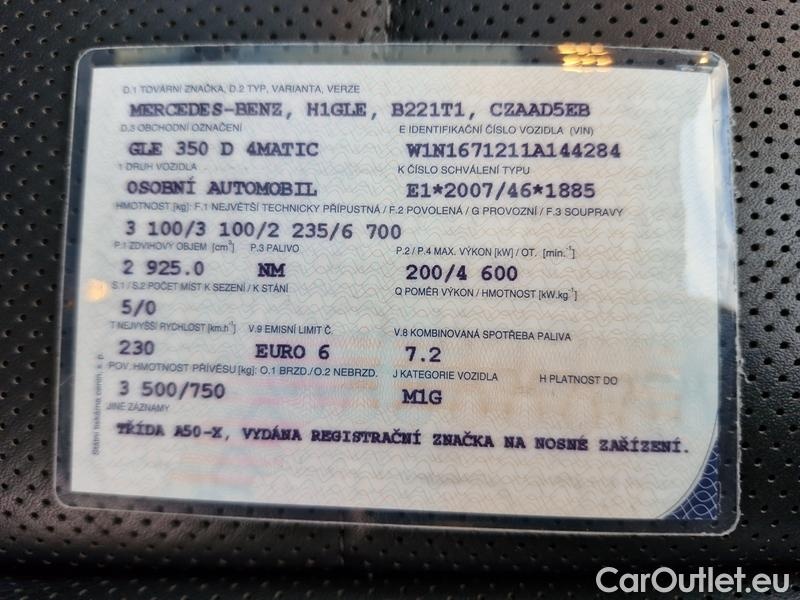 D.1 TOVÁRNÍ ZNAČKA, D.2 TYP, VARIANTA, VERZE
MERCEDES-BENZ, H1GLE, B221T1, CZAAD5EB
D.3 OBCHODNÍ OZNAČENÍ E IDENTIFIKAČNÍ ČÍSLO VOZIDLA (VIN)
GLE 350 D 4MATIC W1N1671211A144284
1 DRUH VOZIDLA K ČÍSLO SCHVÁLENÍ TYPU
OSOBNÍ AUTOMOBIL E1*2007/46*1885
HMOTNOST [kg]: F.1 NEJVĚTŠÍ TECHNICKY PŘÍPUSTNÁ / F.2 POVOLENÁ / G PROVOZNÍ / F.3 SOUPRAVY
3 100/3 100/2 235/6 700
P.1 ZDVIHOVÝ OBJEM [cm³] P.3 PALIVO P.2 / P.4 MAX. VÝKON [kW] / OT. [min.⁻¹]
2 925.0 NM 200/4 600
S.1 / S.2 POČET MÍST K SEZENÍ / K STÁNÍ Q POMĚR VÝKON / HMOTNOST [kW.kg⁻¹]
5/0
T NEJVYŠŠÍ RYCHLOST [km.h⁻¹] V.9 EMISNÍ LIMIT Č. V.8 KOMBINOVANÁ SPOTŘEBA PALIVA
230 EURO 6 7.2
POV. HMOTNOST PŘÍVĚSU [kg]: O.1 BRZD./O.2 NEBRZD. J KATEGORIE VOZIDLA H PLATNOST DO
3 500/750 M1G
JINÉ ZÁZNAMY
TŘÍDA A50-X, VYDÁNA REGISTRAČNÍ ZNAČKA NA NOSNÉ ZAŘÍZENÍ.
Státní tiskárna cenin, s. p.
CarOutlet.eu